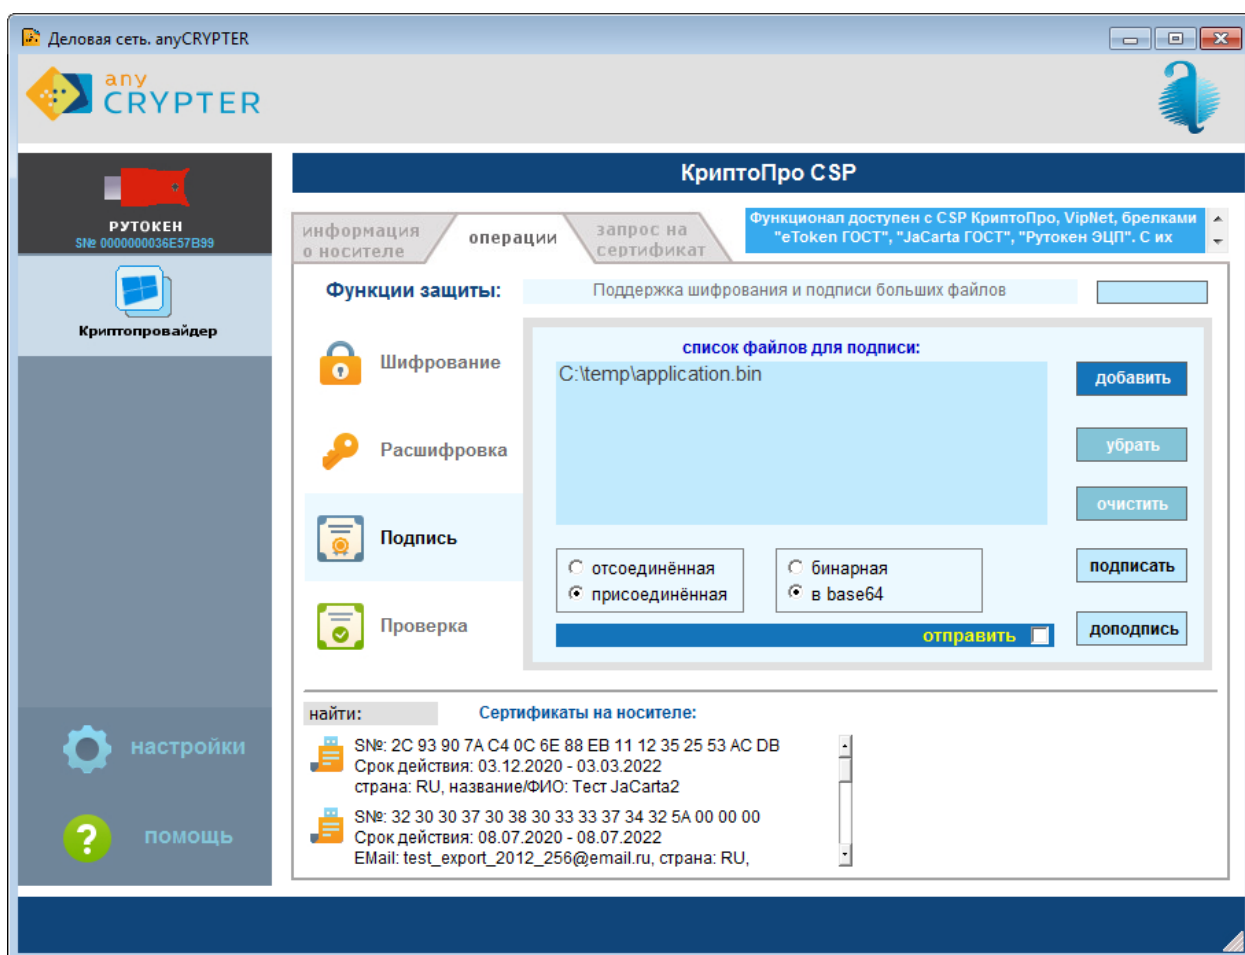 Деловая сеть. anyCRYPTER
any
CRYPTER
РУТОКЕН
SNº 0000000036E57B99
Криптопровайдер
настройки
помощь
КриптоПро CSP
информация
о носителе
операции
запрос на
сертификат
Функционал доступен с CSP КриптоПро, VipNet, брелками
"eToken ГОСТ", "JaCarta ГОСТ", "Рутокен ЭЦП". С их
Функции защиты:
Поддержка шифрования и подписи больших файлов
Шифрование
Расшифровка
Подпись
Проверка
список файлов для подписи:
C:\temp\application.bin
добавить
убрать
очистить
подписать
доподпись
отсоединённая
присоединённая
бинарная
в base64
отправить
найти:
Сертификаты на носителе:
SNº: 2C 93 90 7A C4 0C 6E 88 EB 11 12 35 25 53 AC DB
Срок действия: 03.12.2020 - 03.03.2022
страна: RU, название/ФИО: Тест JaCarta2
SNº: 32 30 30 37 30 38 30 33 33 37 34 32 5A 00 00 00
Срок действия: 08.07.2020 - 08.07.2022
EMail: test_export_2012_256@email.ru, страна: RU,